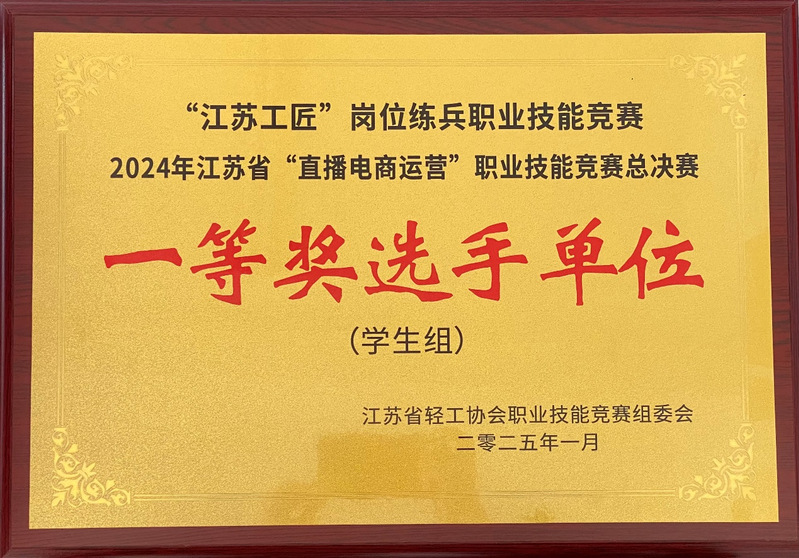 “江苏工匠”岗位练兵职业技能竞赛
2024年江苏省“直播电商运营”职业技能竞赛总决赛
一等奖选手单位
（学生组）
江苏省轻工协会职业技能竞赛组委会
二零二五年一月